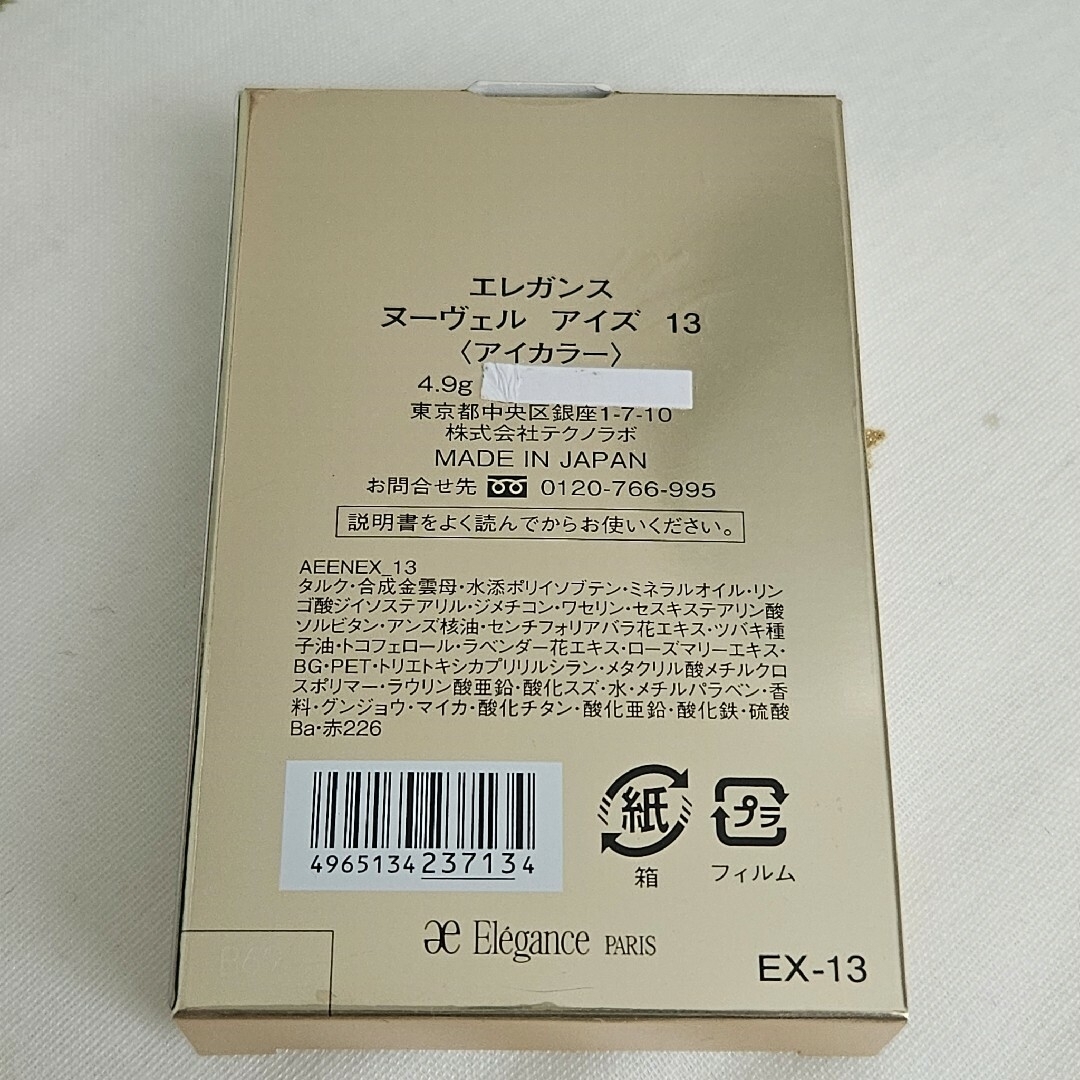 エレガンス
ヌーヴェル アイズ 13
〈アイカラー〉
4.9g
東京都中央区銀座1-7-10
株式会社テクノラボ
MADE IN JAPAN
お問合せ先 0120-766-995
説明書をよく読んでからお使いください。
AEENEX_13
タルク・合成金雲母・水添ポリイソブテン・ミネラルオイル・リン
ゴ酸ジイソステアリル・ジメチコン・ワセリン・セスキステアリン酸
ソルビタン・アンズ核油・センチフォリアバラ花エキス・ツバキ種
子油・トコフェロール・ラベンダー花エキス・ローズマリーエキス・
BG・PET・トリエトキシカプリリルシラン・メタクリル酸メチルクロ
スポリマー・ラウリン酸亜鉛・酸化スズ・水・メチルパラベン・香
料・グンジョウ・マイカ・酸化チタン・酸化亜鉛・酸化鉄・硫酸
Ba・赤226
4965134237134
紙
箱
プラ
フィルム
æ Elégance PARIS
EX-13